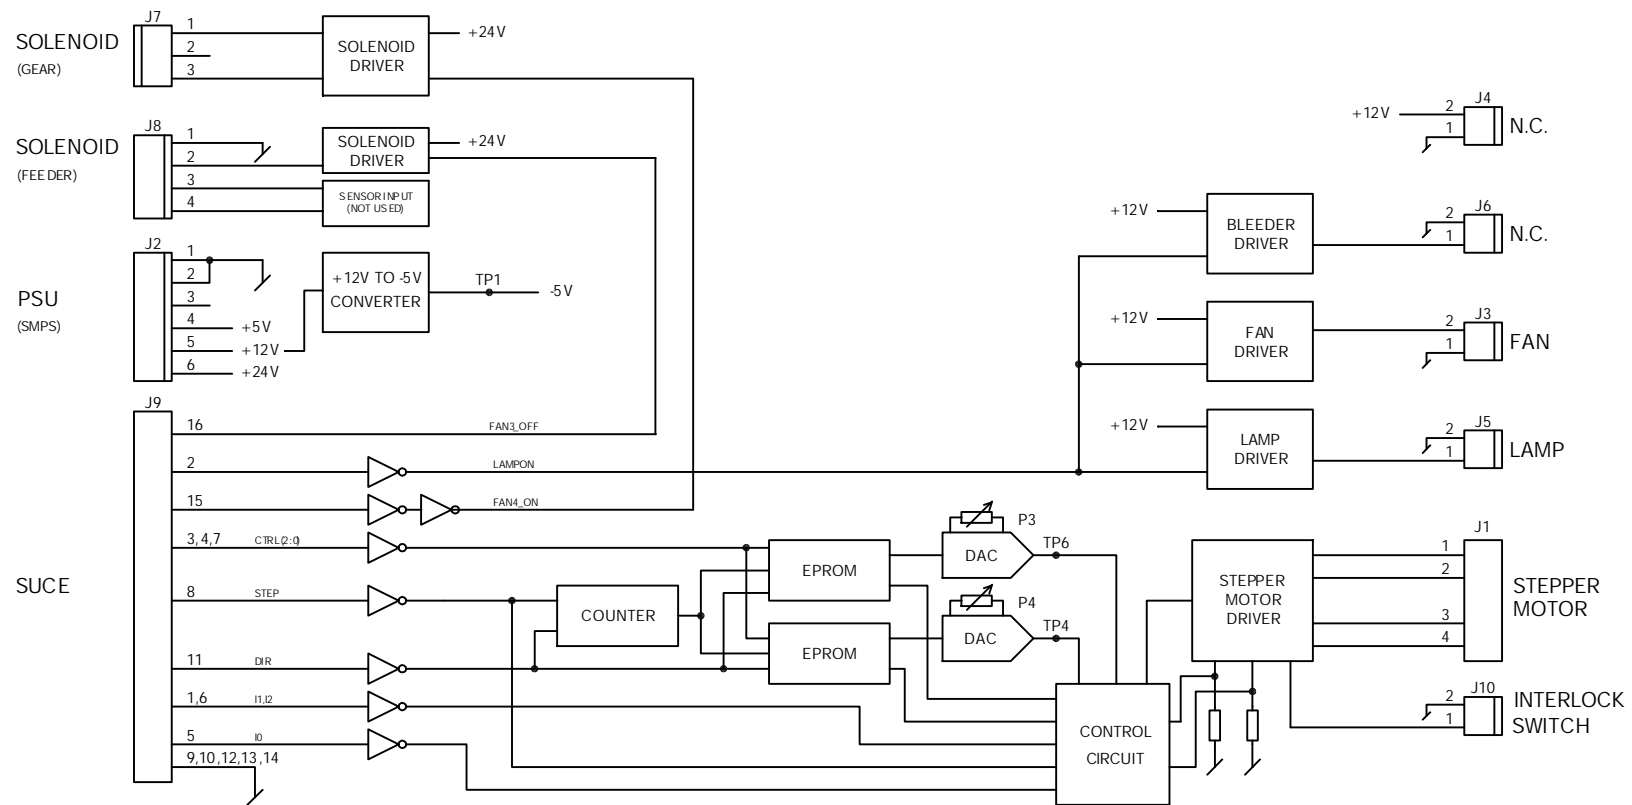 J7
SOLENOID
(GEAR)
1
2
3
SOLENOID
DRIVER
+24V
J8
SOLENOID
(FEEDER)
1
2
3
4
SOLENOID
DRIVER
+24V
SENSOR INPUT
(NOT USED)
J2
PSU
(SMPS)
1
2
3
4
5
6
+5V
+12V
+24V
+12V TO -5V
CONVERTER
TP1
-5V
J9
SUCE
16
FAN3_OFF
2
LAMPON
15
FAN4_ON
3,4,7
CTRL(2:0)
8
STEP
11
DIR
1,6
I1,I2
5
I0
9,10,12,13,14
COUNTER
EPROM
EPROM
DAC
P3
TP6
DAC
P4
TP4
CONTROL
CIRCUIT
+12V
2
1
J4
N.C.
+12V
BLEEDER
DRIVER
2
1
J6
N.C.
+12V
FAN
DRIVER
2
1
J3
FAN
+12V
LAMP
DRIVER
2
1
J5
LAMP
STEPPER
MOTOR
DRIVER
1
2
3
4
J1
STEPPER
MOTOR
2
1
J10
INTERLOCK
SWITCH